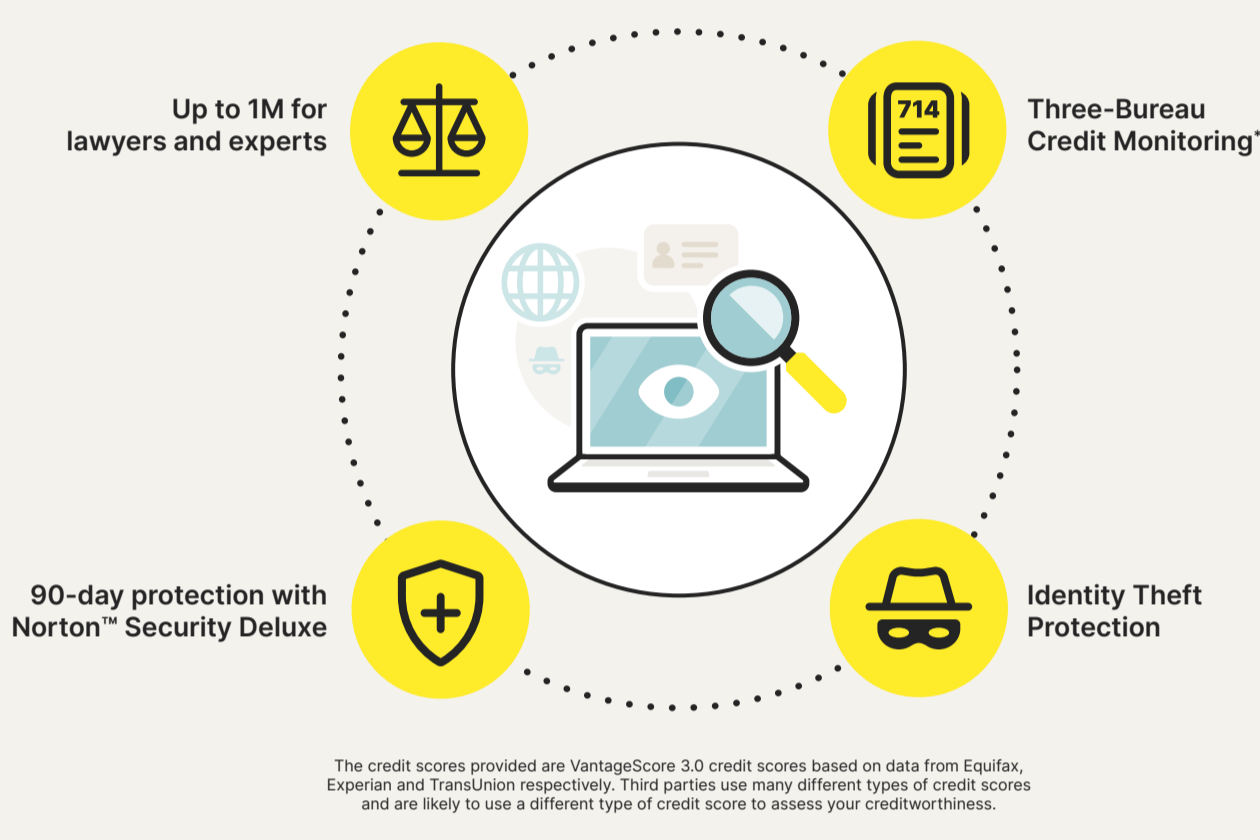 Up to 1M for
lawyers and experts
714
Three-Bureau
Credit Monitoring*
90-day protection with
Norton™ Security Deluxe
Identity Theft
Protection
The credit scores provided are VantageScore 3.0 credit scores based on data from Equifax,
Experian and TransUnion respectively. Third parties use many different types of credit scores
and are likely to use a different type of credit score to assess your creditworthiness.